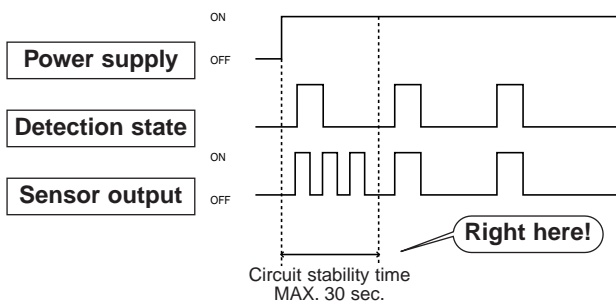 ON
Power supply
OFF
Detection state
ON
Sensor output
OFF
Right here!
Circuit stability time
MAX. 30 sec.